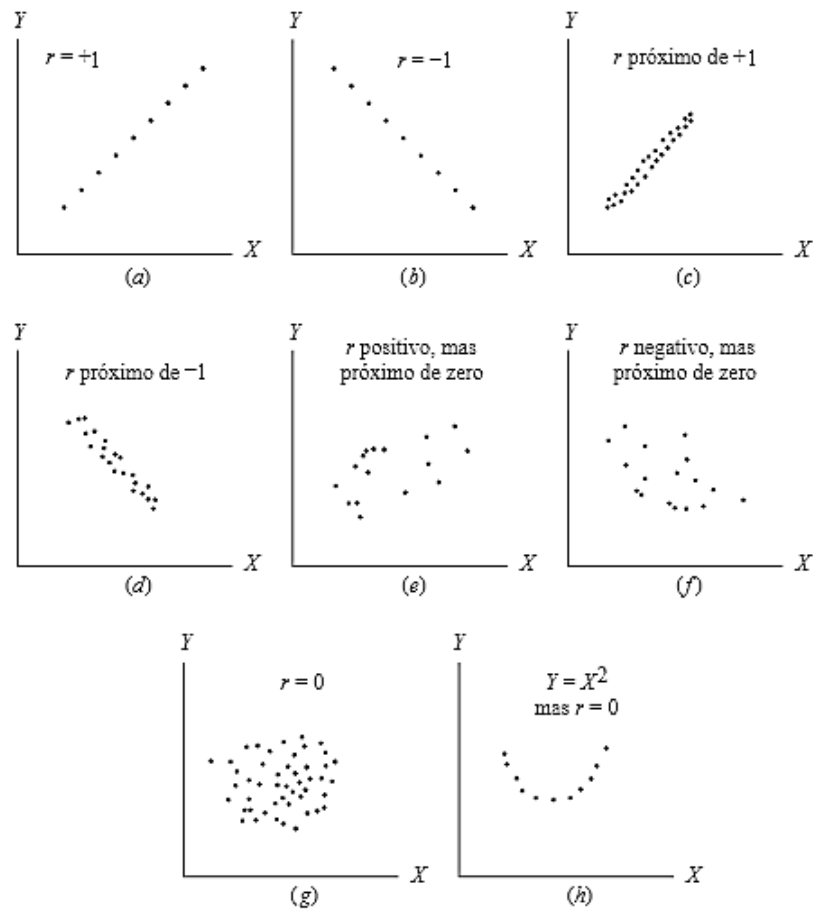 Y
r = +1
X
(a)
Y
r = −1
X
(b)
Y
r próximo de +1
X
(c)
Y
r próximo de −1
X
(d)
Y
r positivo, mas
próximo de zero
X
(e)
Y
r negativo, mas
próximo de zero
X
(f)
Y
r = 0
X
(g)
Y
Y = X²
mas r = 0
X
(h)